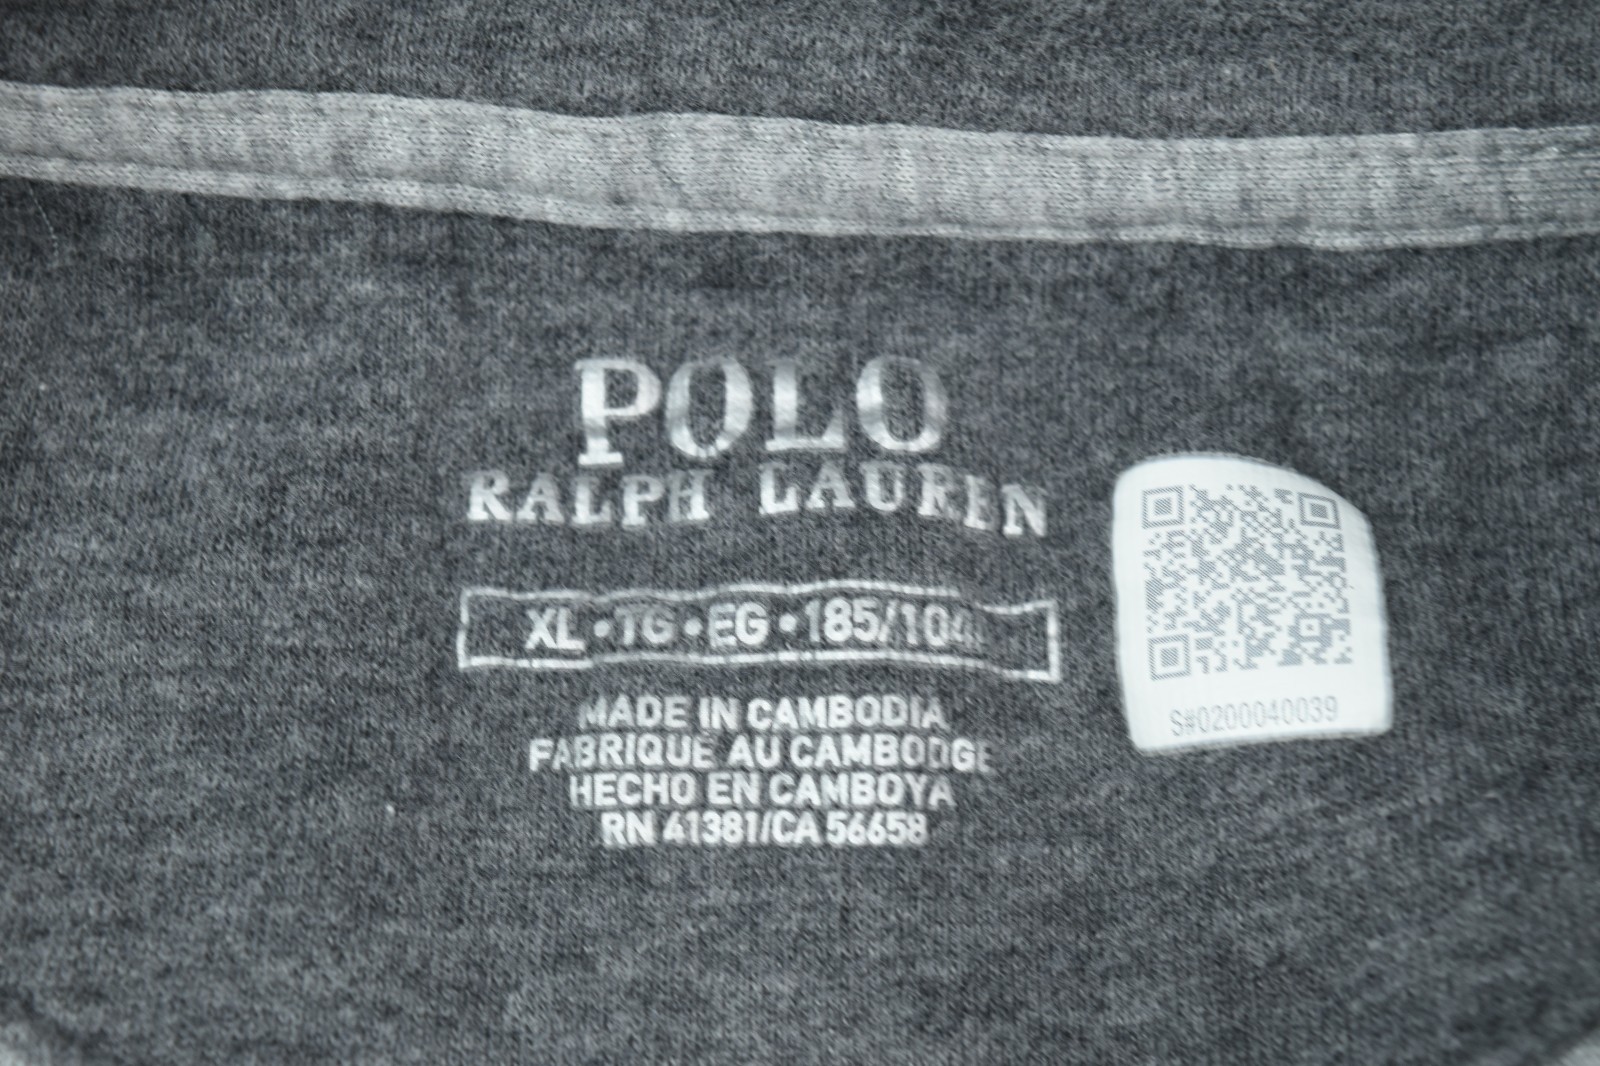 POLO
RALPH LAUREN
XL • TG • EG • 185/104
MADE IN CAMBODIA
FABRIQUE AU CAMBODGE
HECHO EN CAMBOYA
RN 41381/CA 56658
S#0200040039